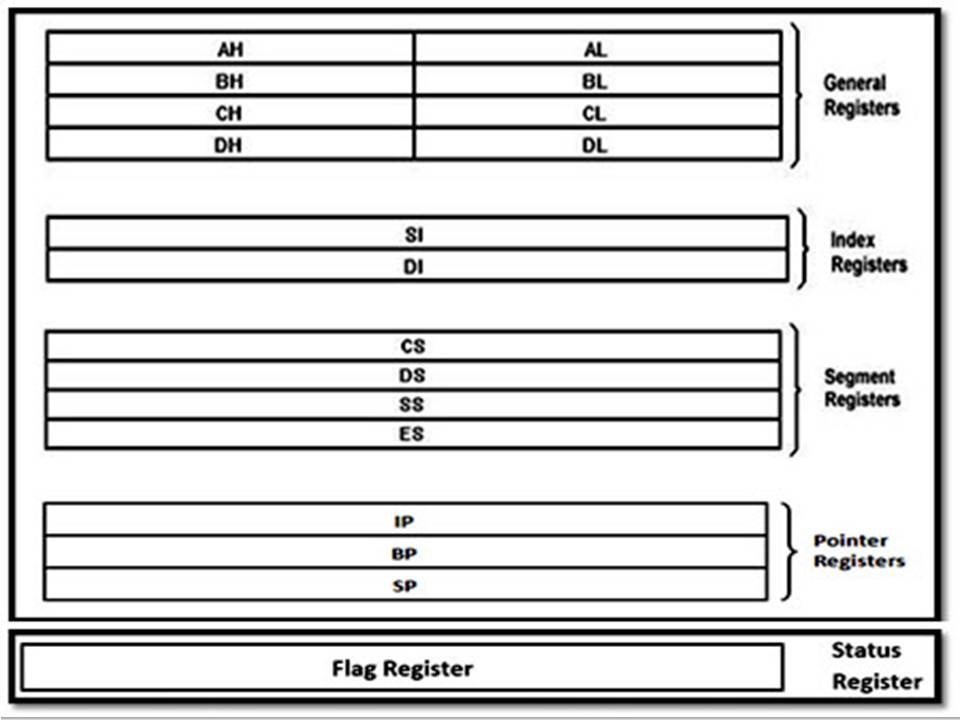 AH AL
BH BL
CH CL
DH DL
General
Registers
SI
DI
Index
Registers
CS
DS
SS
ES
Segment
Registers
IP
BP
SP
Pointer
Registers
Flag Register
Status
Register